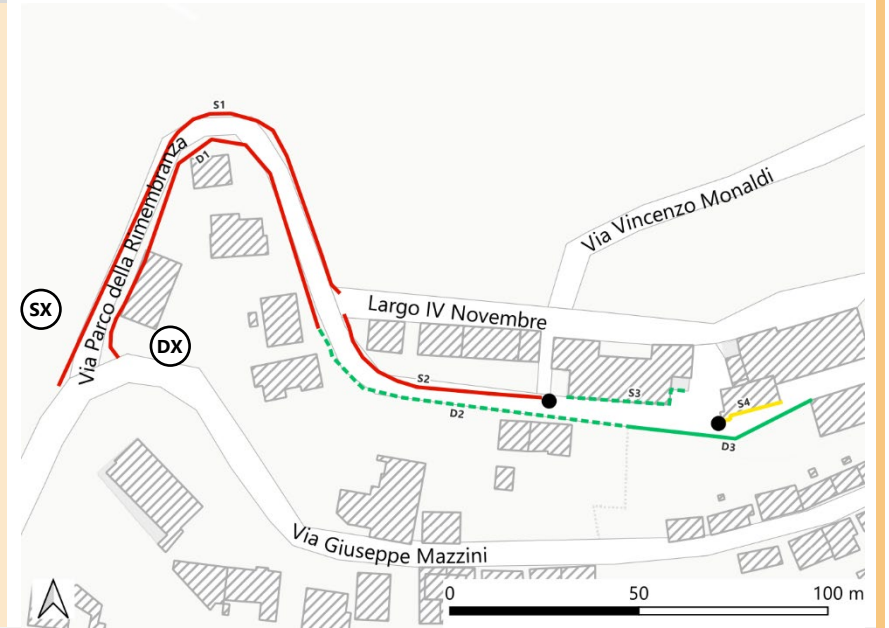 S1
D1
Via Parco della Rimembranza
Via Vincenzo Monaldi
SX
Largo IV Novembre
DX
S2
S3
S4
D2
D3
Via Giuseppe Mazzini
0 50 100 m